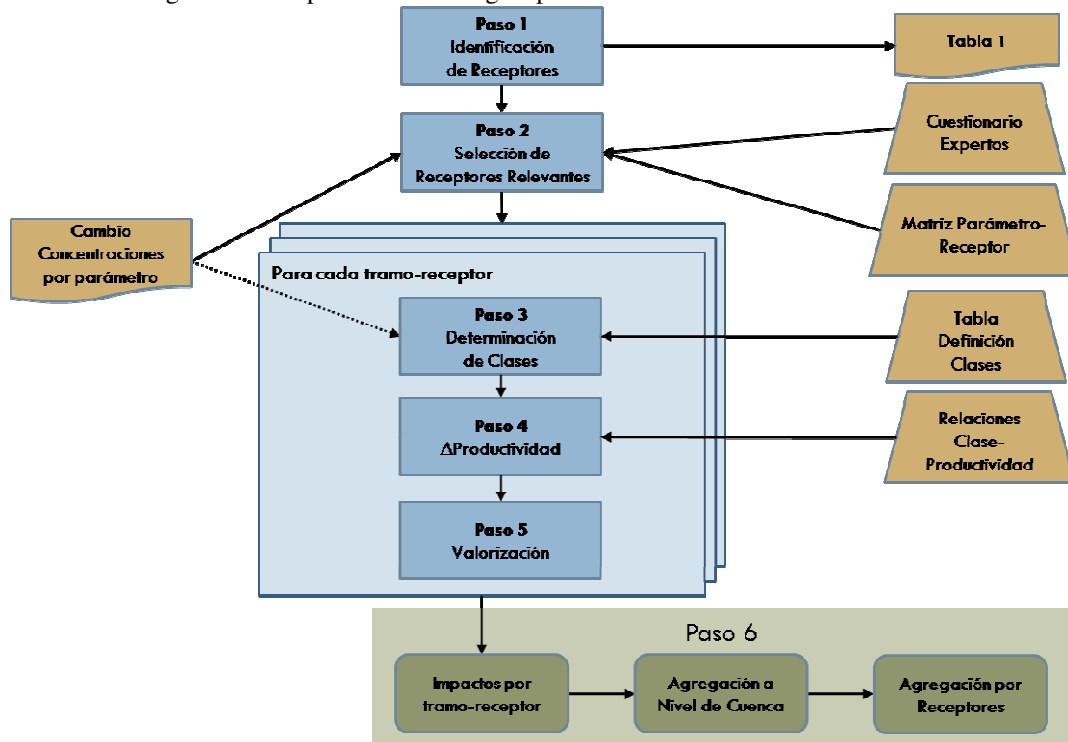 Paso 1
Identificación
de Receptores
Tabla 1
Paso 2
Selección de
Receptores Relevantes
Cuestionario
Expertos
Matriz Parámetro-
Receptor
Cambio
Concentraciones
por parámetro
Para cada tramo-receptor
Paso 3
Determinación
de Clases
Tabla
Definición
Clases
Paso 4
ΔProductividad
Relaciones
Clase-
Productividad
Paso 5
Valorización
Paso 6
Impactos por
tramo-receptor
Agregación a
Nivel de Cuenca
Agregación por
Receptores